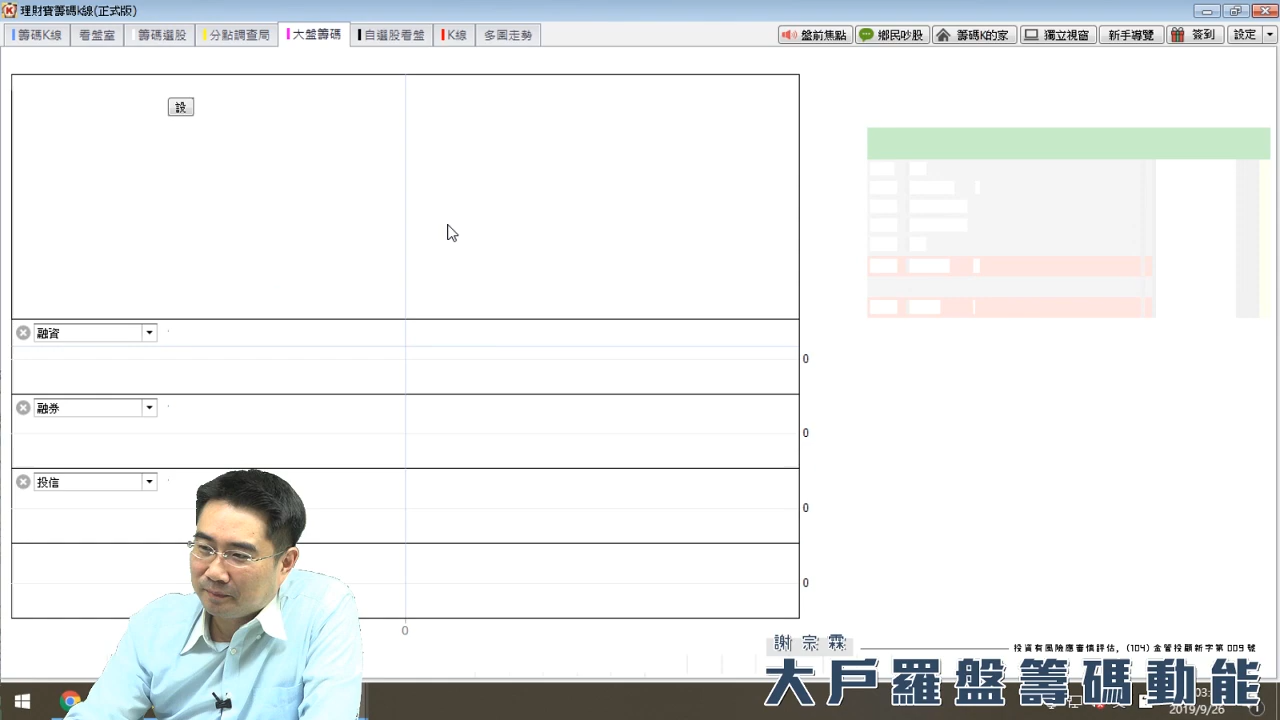 理財寶籌碼k線(正式版)
籌碼K線 看盤室 籌碼選股 分點調查局 大盤籌碼 自選股看盤 K線 多圖走勢
盤前焦點 鄉民吵股 籌碼K的家 獨立視窗 新手導覽 簽到 設定
設
融資
0
融券
0
投信
0
0
0
謝宗霖
投資有風險應審慎評估, (104) 金管投顧新字第 009 號
大戶羅盤籌碼動能
03:
2019/9/26